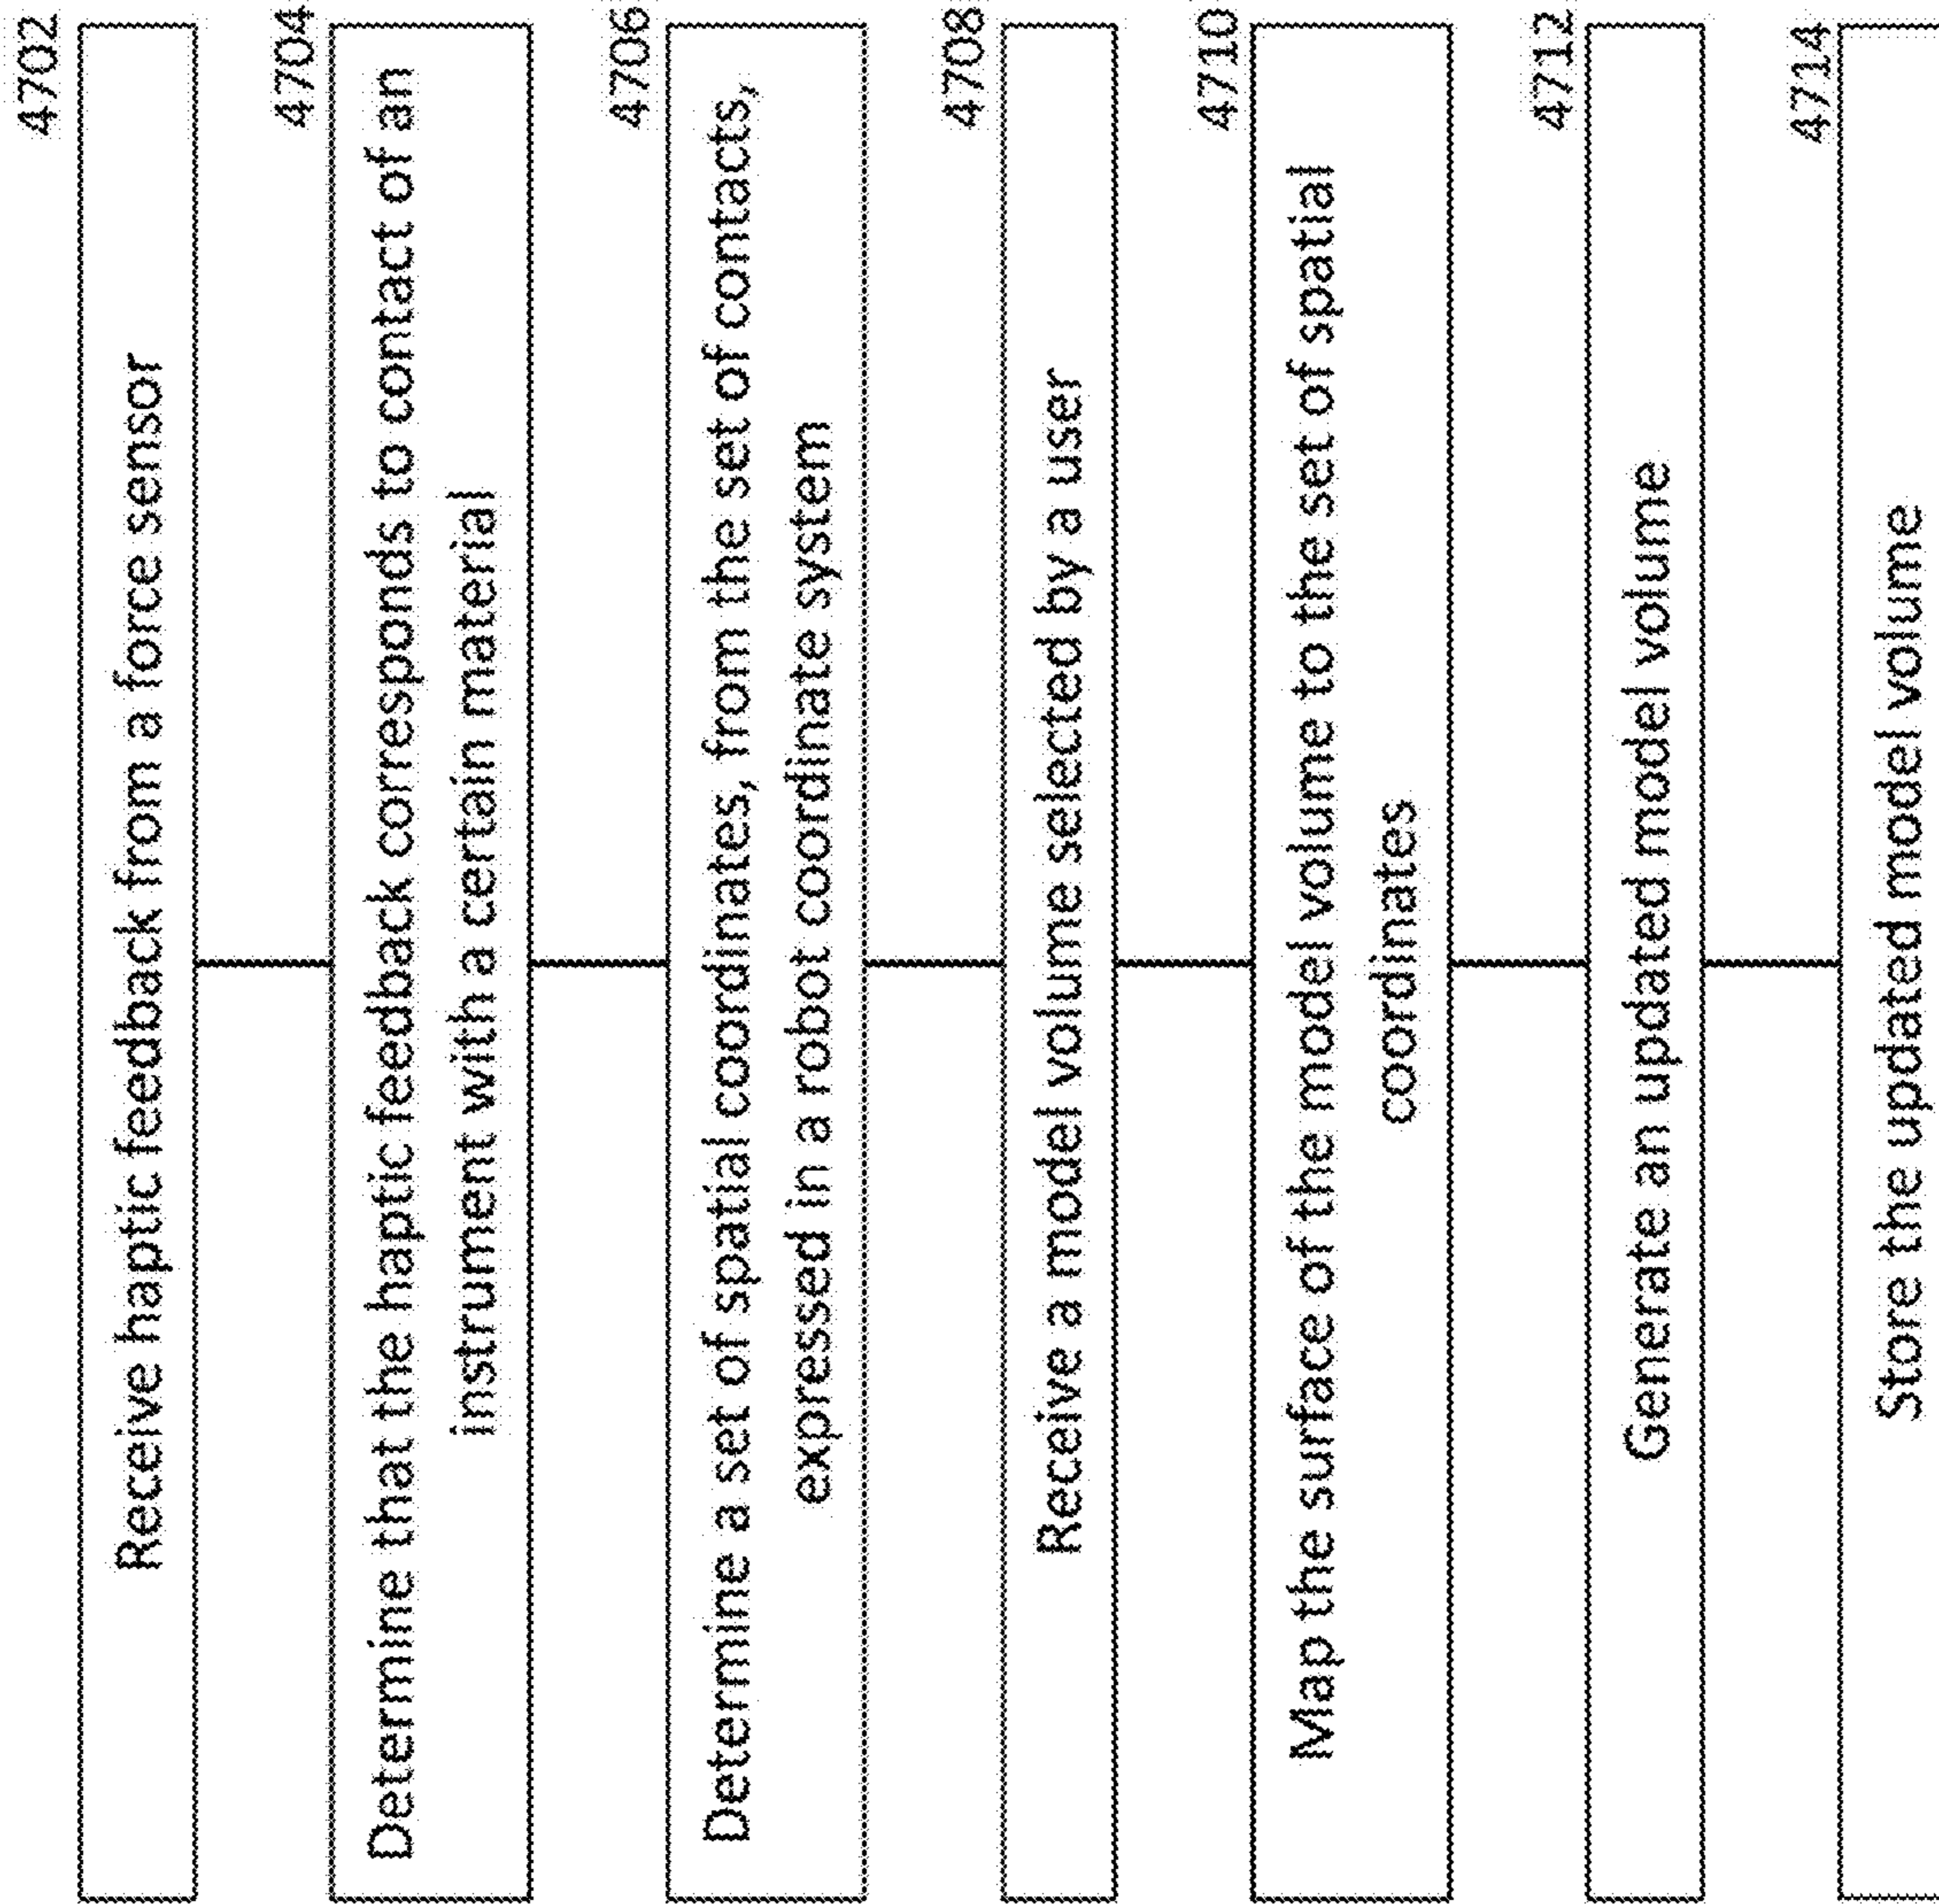 4702
Receive haptic feedback from a force sensor
4704
Determine that the haptic feedback corresponds to contact of an
instrument with a certain material
4706
Determine a set of spatial coordinates, from the set of contacts,
expressed in a robot coordinate system
4708
Receive a model volume selected by a user
4710
Map the surface of the model volume to the set of spatial
coordinates
4712
Generate an updated model volume
4714
Store the updated model volume